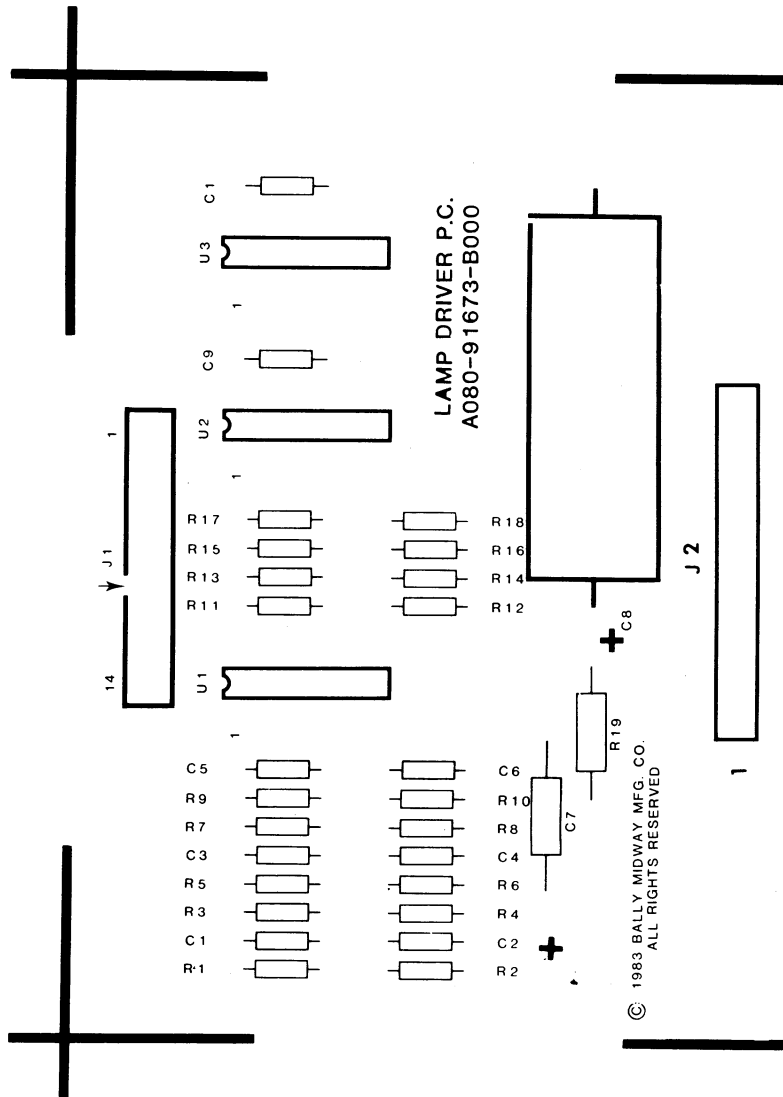 C1
U3
1
C9
U2
1
LAMP DRIVER P.C.
A080-91673-B000
1
J1
14
R17
R18
R15
R16
R13
R14
R11
R12
U1
1
C8
J2
1
R19
C7
C5
C6
R9
R10
R7
R8
C3
C4
R5
R6
R3
R4
C1
C2
R1
R2
© 1983 BALLY MIDWAY MFG. CO.
ALL RIGHTS RESERVED